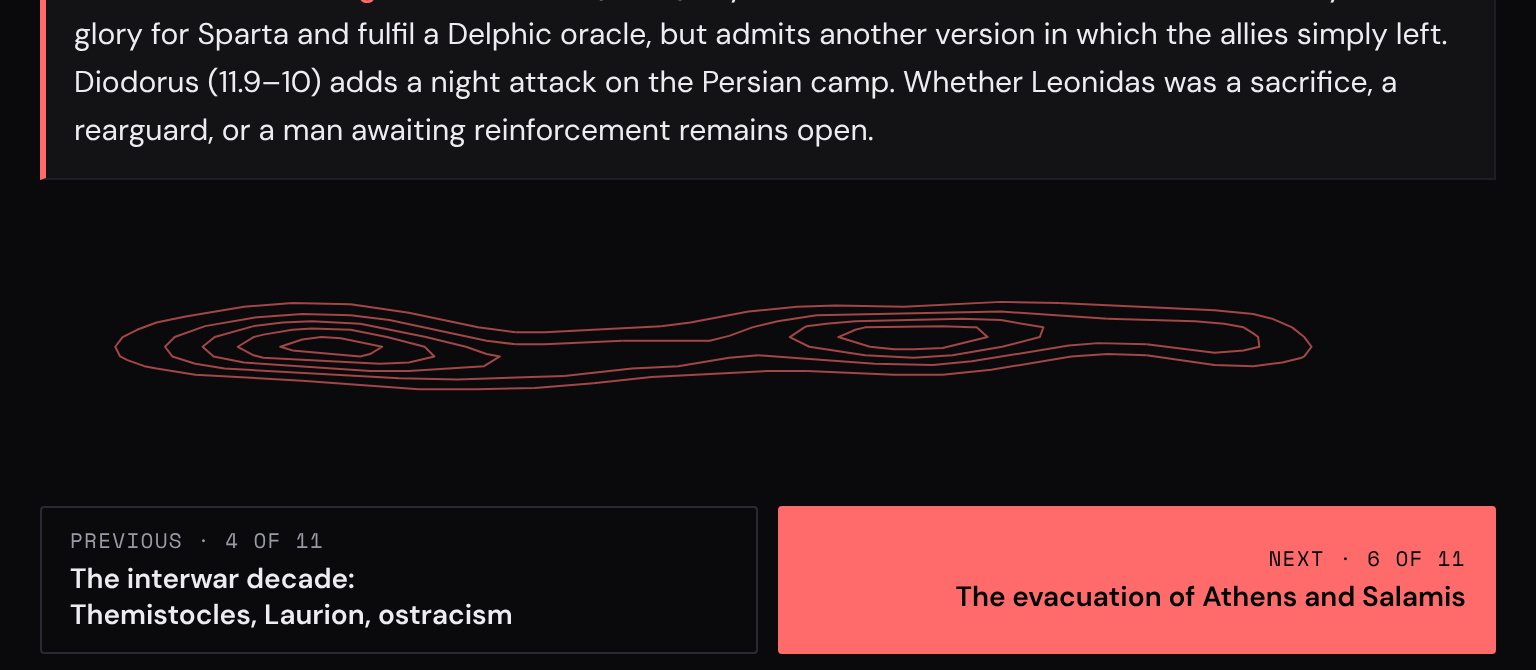 glory for Sparta and fulfil a Delphic oracle, but admits another version in which the allies simply left.
Diodorus (11.9–10) adds a night attack on the Persian camp. Whether Leonidas was a sacrifice, a
rearguard, or a man awaiting reinforcement remains open.
PREVIOUS · 4 OF 11
The interwar decade:
Themistocles, Laurion, ostracism
NEXT · 6 OF 11
The evacuation of Athens and Salamis